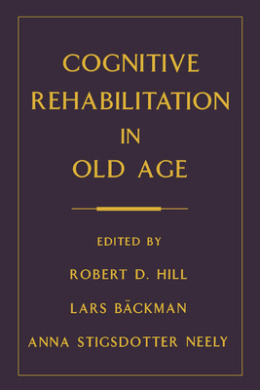 COGNITIVE
REHABILITATION
IN
OLD AGE
EDITED BY
ROBERT D. HILL
LARS BÄCKMAN
ANNA STIGSDOTTER NEELY